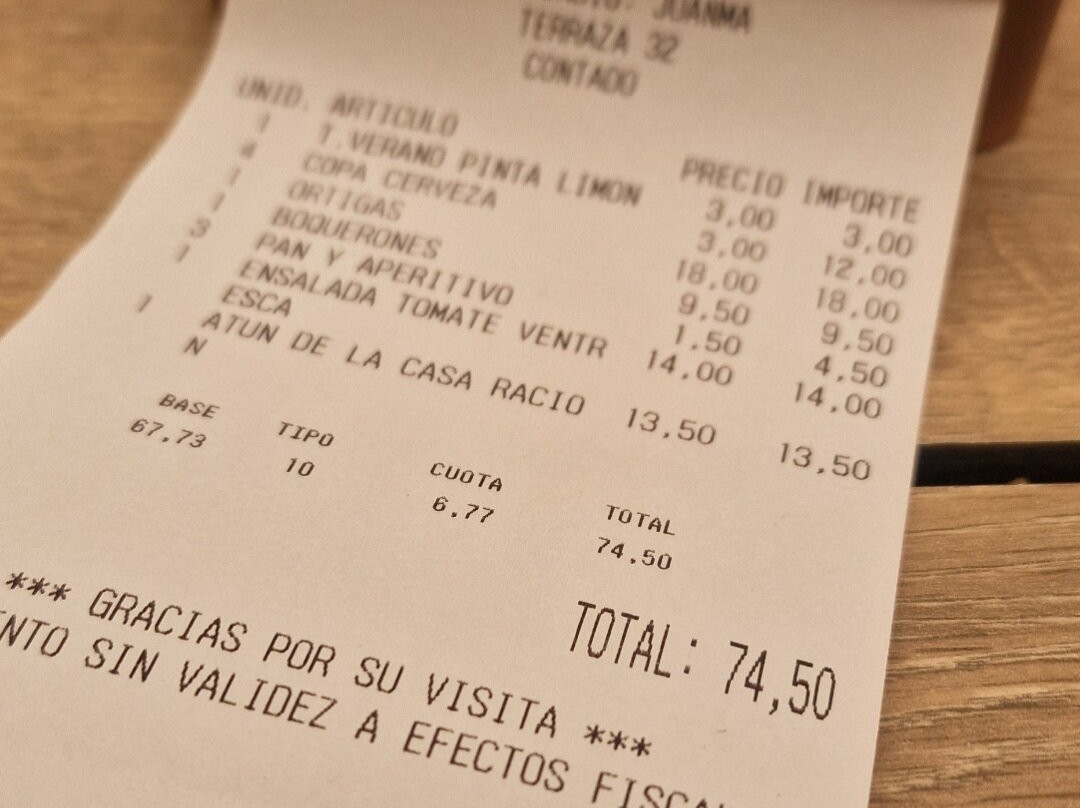 JUANMA
TERRAZA 32
CONTADO
UNID. ARTICULO PRECIO IMPORTE
1 T.VERANO PINTA LIMON 3,00 3,00
4 COPA CERVEZA 3,00 12,00
1 ORTIGAS 18,00 18,00
1 BOQUERONES 9,50 9,50
3 PAN Y APERITIVO 1,50 4,50
1 ENSALADA TOMATE VENTR 14,00 14,00
ESCA
1 ATUN DE LA CASA RACIO 13,50 13,50
N
BASE TIPO CUOTA TOTAL
67,73 10 6,77 74,50
TOTAL: 74,50
*** GRACIAS POR SU VISITA ***
NTO SIN VALIDEZ A EFECTOS FISCAL